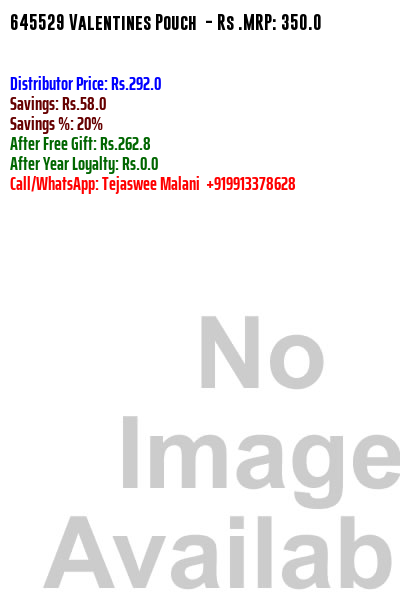 645529 Valentines Pouch - Rs .MRP: 350.0
Distributor Price: Rs.292.0
Savings: Rs.58.0
Savings %: 20%
After Free Gift: Rs.262.8
After Year Loyalty: Rs.0.0
Call/WhatsApp: Tejaswee Malani +919913378628
No
Image
Availab